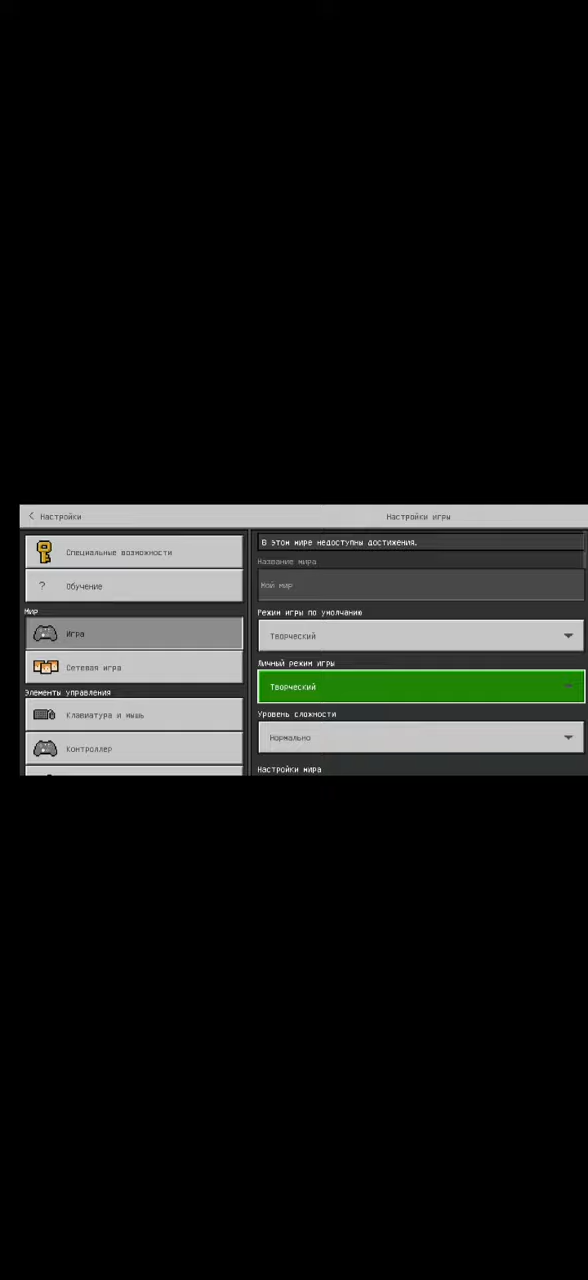 < Настройки
Настройки игры
Специальные возможности
? Обучение
Мир
Игра
Сетевая игра
Элементы управления
Клавиатура и мышь
Контроллер
В этом мире недоступны достижения.
Название мира
Мой мир
Режим игры по умолчанию
Творческий
Личный режим игры
Творческий
Уровень сложности
Нормально
Настройки мира